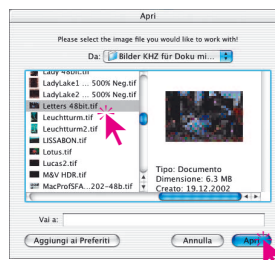 Apri
Please select the image file you would like to work with!
Da: Bilder KHZ für Doku mi...
Lady 48bit.tif
LadyLake1 ... 500% Neg.tif
LadyLake2 ... 500% Neg.tif
Letters 48bit.tif
Leuchtturm.tif
Leuchtturm2.tif
LISSABON.tif
Lotus.tif
Lucas2.tif
M&V HDR.tif
MacProfSFA...202-48b.tif
Tipo: Documento
Dimensione: 6.3 MB
Creato: 19.12.2002
Vai a:
Aggiungi ai Preferiti
Annulla
Apri